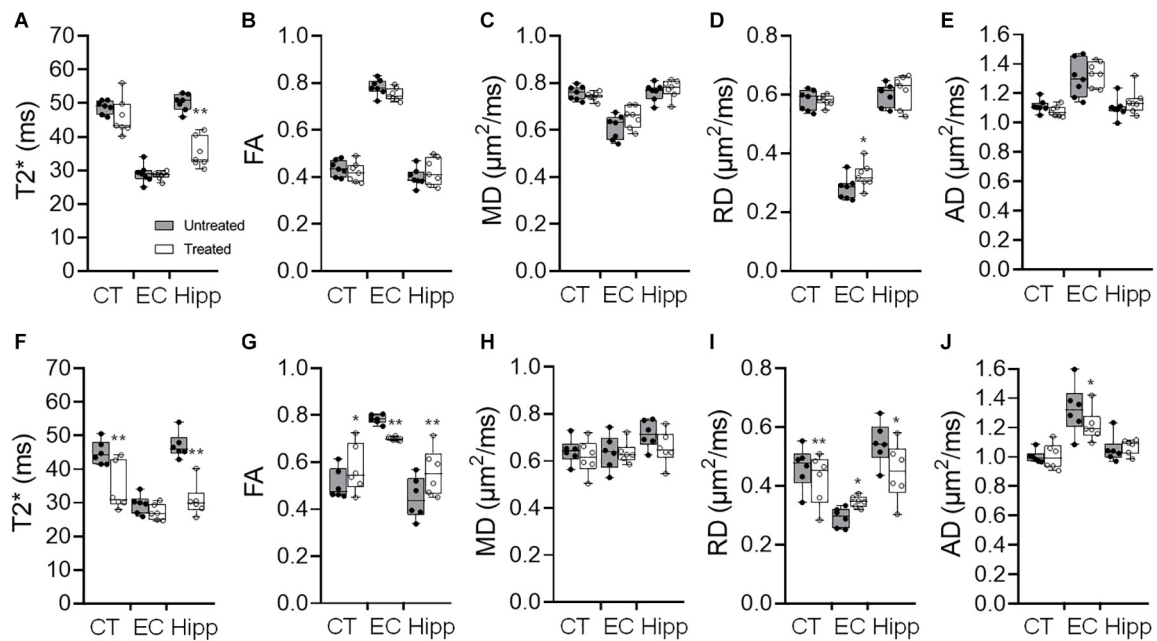 A
T2* (ms)
70
60
50
40
30
20
10
0
**
Untreated
Treated
CT EC Hipp
B
FA
1.0
0.8
0.6
0.4
0.2
0.0
CT EC Hipp
C
MD (µm²/ms)
1.0
0.8
0.6
0.4
0.2
0.0
CT EC Hipp
D
RD (µm²/ms)
0.8
0.6
0.4
0.2
0.0
*
CT EC Hipp
E
AD (µm²/ms)
1.6
1.4
1.2
1.0
0.8
0.6
0.4
0.2
0.0
CT EC Hipp
F
T2* (ms)
70
60
50
40
30
20
10
0
** **
CT EC Hipp
G
FA
1.0
0.8
0.6
0.4
0.2
0.0
* ** **
CT EC Hipp
H
MD (µm²/ms)
1.0
0.8
0.6
0.4
0.2
0.0
CT EC Hipp
I
RD (µm²/ms)
0.8
0.6
0.4
0.2
0.0
** * *
CT EC Hipp
J
AD (µm²/ms)
1.6
1.4
1.2
1.0
0.8
0.6
0.4
0.2
0.0
*
CT EC Hipp